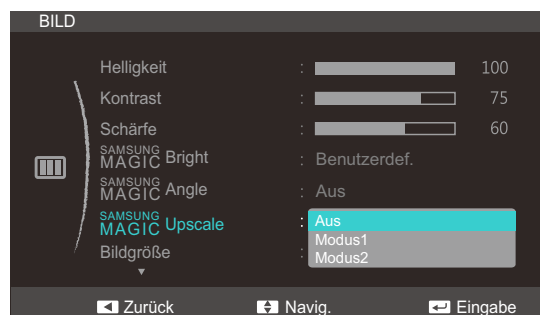 BILD
Helligkeit : 100
Kontrast : 75
Schärfe : 60
SAMSUNG MAGIC Bright : Benutzerdef.
SAMSUNG MAGIC Angle : Aus
SAMSUNG MAGIC Upscale : Aus
Modus1
Modus2
Bildgröße :
Zurück Navig. Eingabe